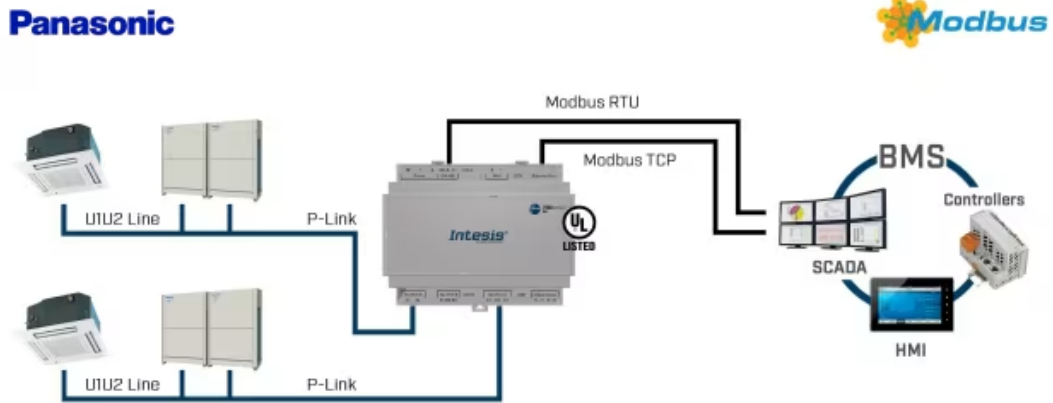 Panasonic
Modbus
Modbus RTU
Modbus TCP
BMS
Controllers
U1U2 Line
P-Link
Intesis
UL
LISTED
SCADA
HMI
U1U2 Line
P-Link